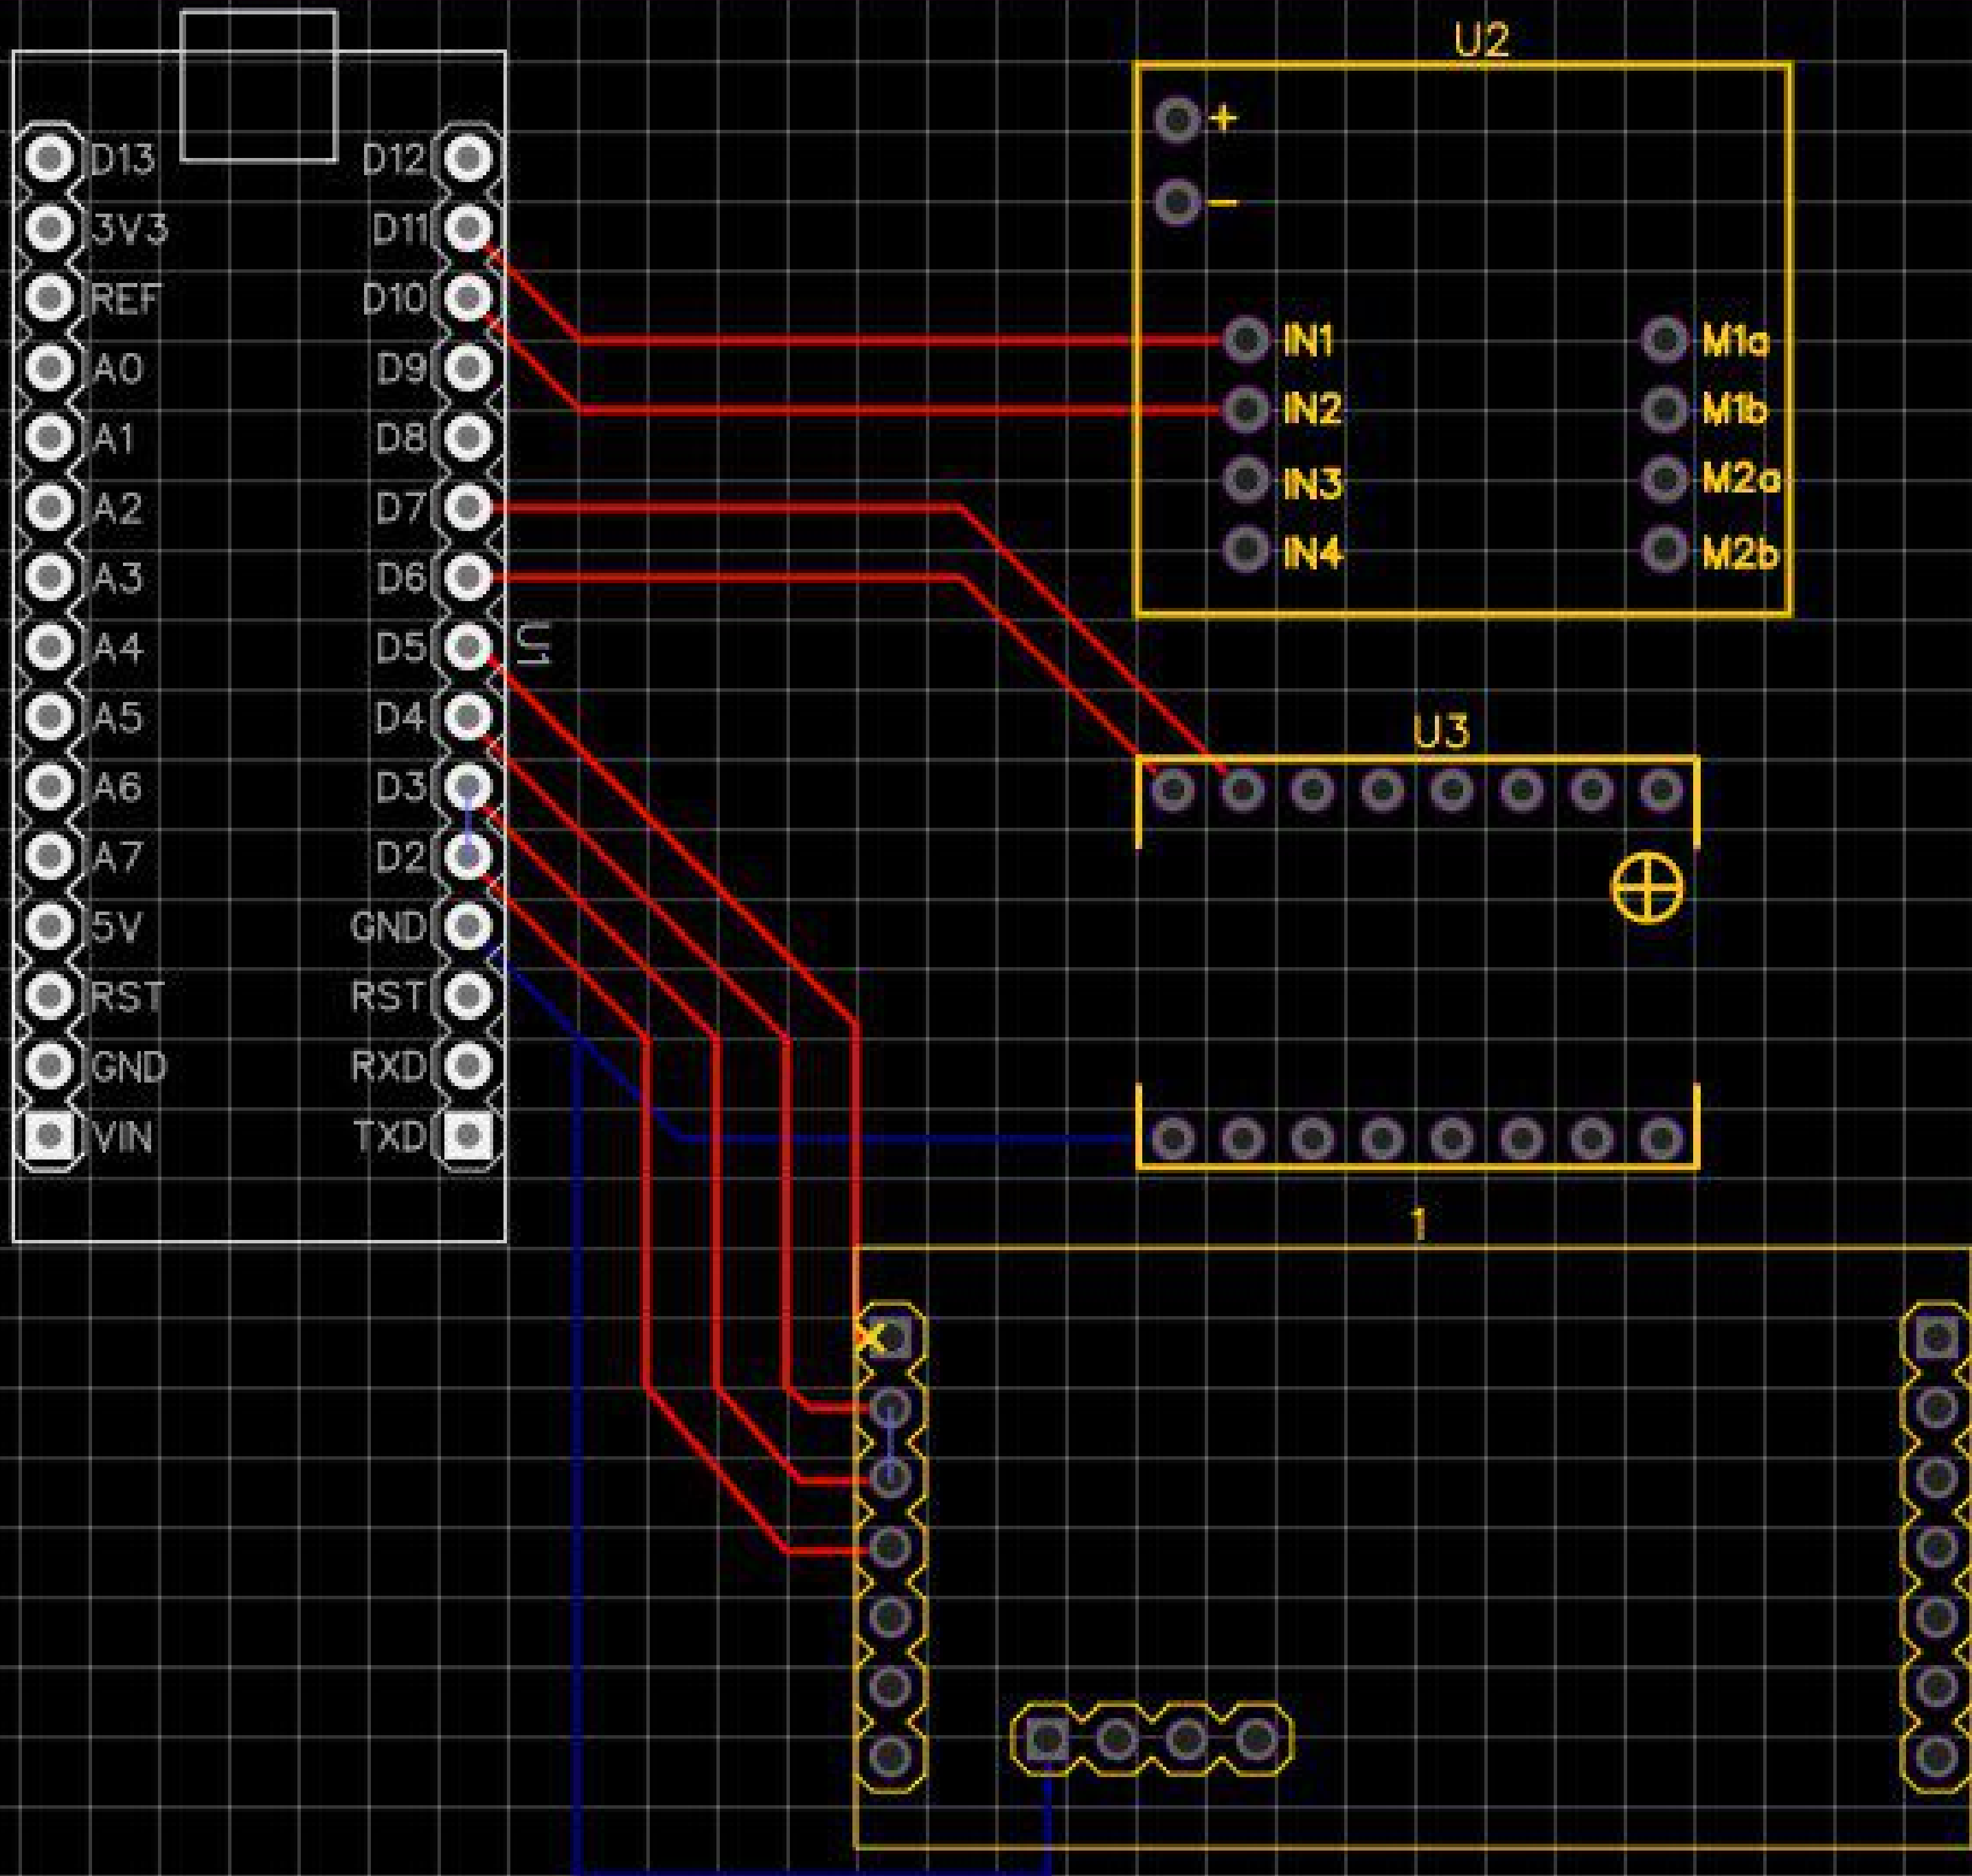 U2
+
−
D13 D12
3V3 D11
REF D10
A0 D9
A1 D8
A2 D7
A3 D6
A4 D5
A5 D4
A6 D3
A7 D2
5V GND
RST RST
GND RXD
VIN TXD
U1
IN1 M1a
IN2 M1b
IN3 M2a
IN4 M2b
U3
1